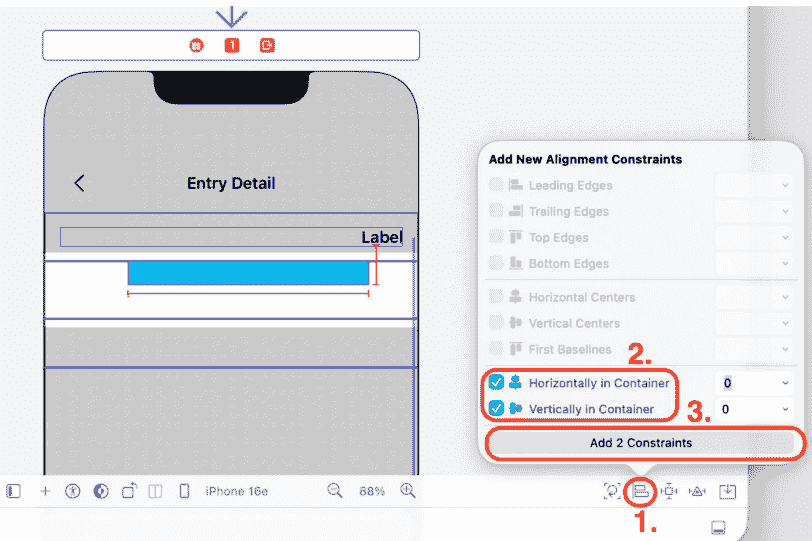 1
Entry Detail
Label
Add New Alignment Constraints
Leading Edges
Trailing Edges
Top Edges
Bottom Edges
Horizontal Centers
Vertical Centers
First Baselines
2.
Horizontally in Container 0
Vertically in Container 0
3.
Add 2 Constraints
iPhone 16e 88%
1.